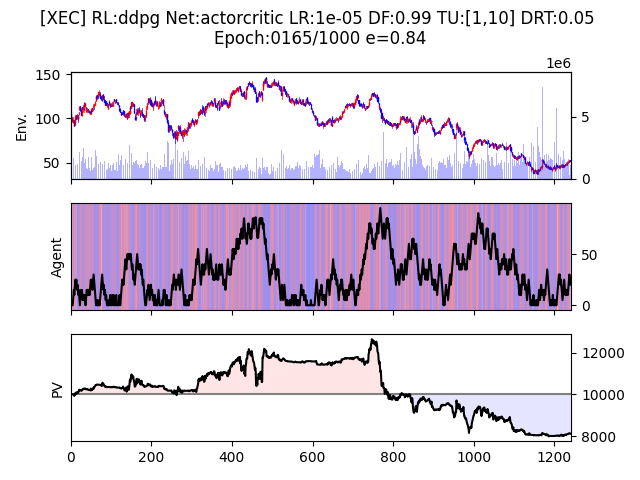 [XEC] RL:ddpg Net:actorcritic LR:1e-05 DF:0.99 TU:[1,10] DRT:0.05
Epoch:0165/1000 e=0.84
1e6
150
100
50
Env.
5
0
Agent
50
0
PV
12000
10000
8000
0 200 400 600 800 1000 1200